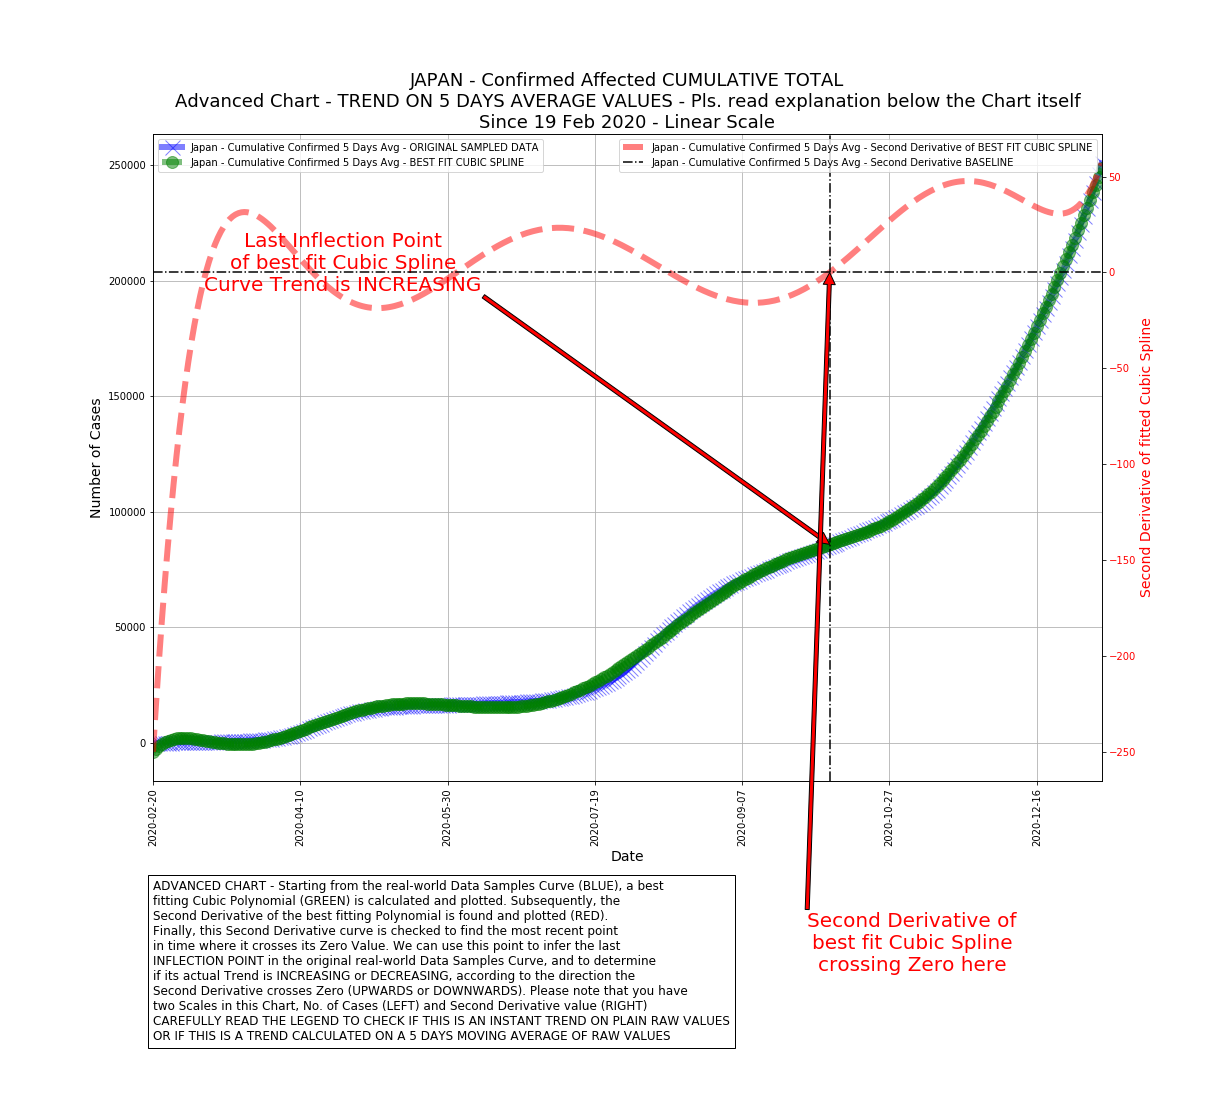 JAPAN - Confirmed Affected CUMULATIVE TOTAL
Advanced Chart - TREND ON 5 DAYS AVERAGE VALUES - Pls. read explanation below the Chart itself
Since 19 Feb 2020 - Linear Scale
Japan - Cumulative Confirmed 5 Days Avg - ORIGINAL SAMPLED DATA
Japan - Cumulative Confirmed 5 Days Avg - BEST FIT CUBIC SPLINE
Japan - Cumulative Confirmed 5 Days Avg - Second Derivative of BEST FIT CUBIC SPLINE
Japan - Cumulative Confirmed 5 Days Avg - Second Derivative BASELINE
Last Inflection Point
of best fit Cubic Spline
Curve Trend is INCREASING
Number of Cases
250000
200000
150000
100000
50000
0
50
0
−50
−100
−150
−200
−250
Second Derivative of fitted Cubic Spline
2020-02-20
2020-04-10
2020-05-30
2020-07-19
2020-09-07
2020-10-27
2020-12-16
Date
ADVANCED CHART - Starting from the real-world Data Samples Curve (BLUE), a best
fitting Cubic Polynomial (GREEN) is calculated and plotted. Subsequently, the
Second Derivative of the best fitting Polynomial is found and plotted (RED).
Finally, this Second Derivative curve is checked to find the most recent point
in time where it crosses its Zero Value. We can use this point to infer the last
INFLECTION POINT in the original real-world Data Samples Curve, and to determine
if its actual Trend is INCREASING or DECREASING, according to the direction the
Second Derivative crosses Zero (UPWARDS or DOWNWARDS). Please note that you have
two Scales in this Chart, No. of Cases (LEFT) and Second Derivative value (RIGHT)
CAREFULLY READ THE LEGEND TO CHECK IF THIS IS AN INSTANT TREND ON PLAIN RAW VALUES
OR IF THIS IS A TREND CALCULATED ON A 5 DAYS MOVING AVERAGE OF RAW VALUES
Second Derivative of
best fit Cubic Spline
crossing Zero here